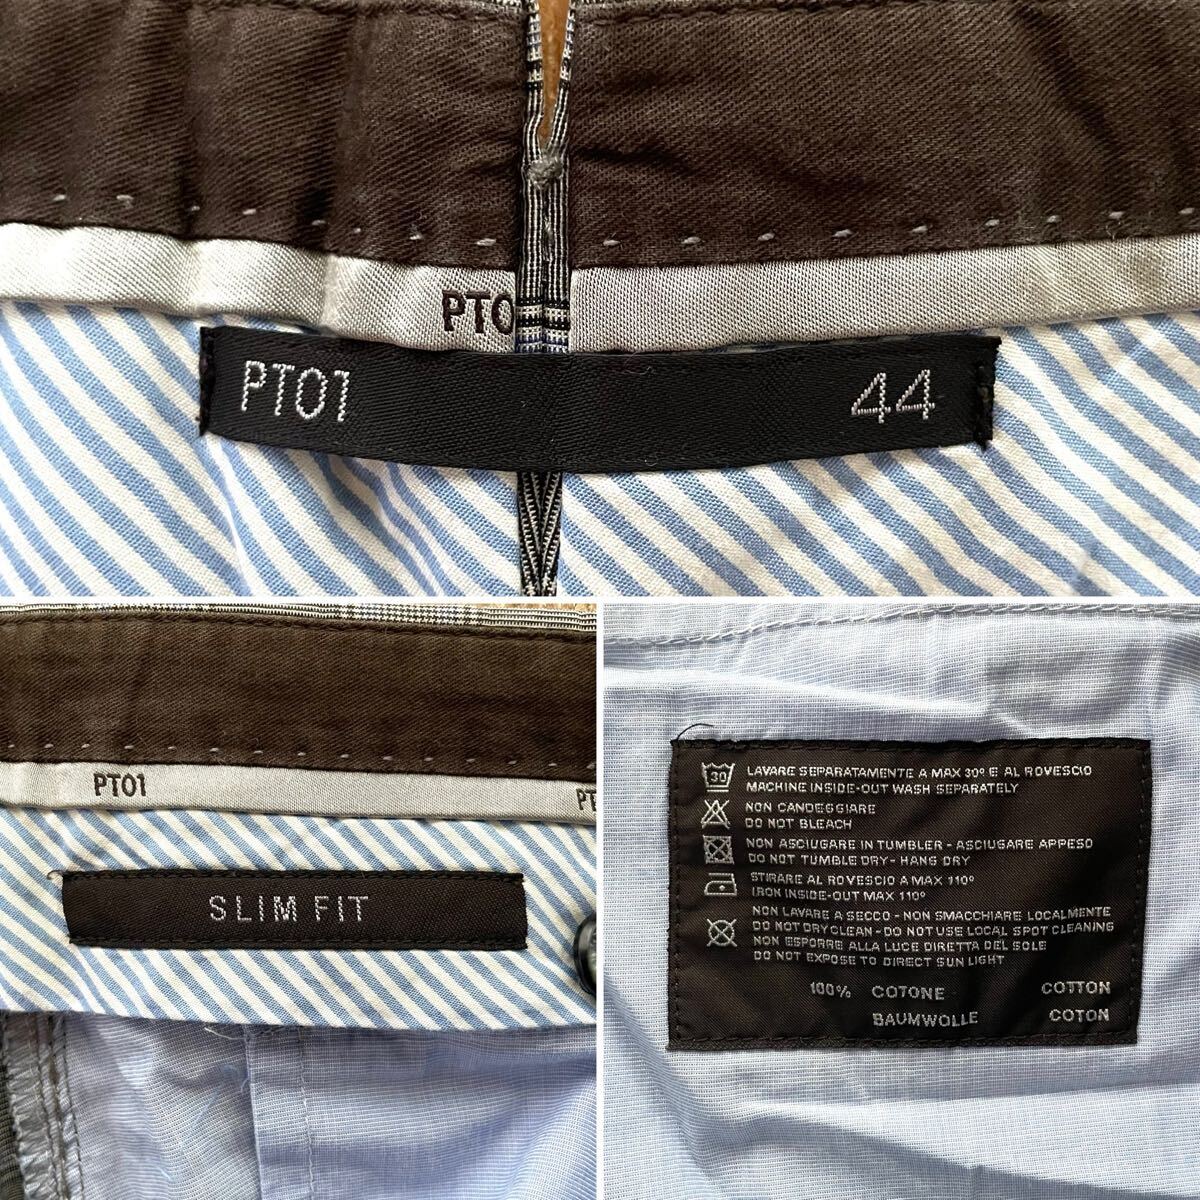 PT0
PT01 44
PT01
PT
SLIM FIT
30
LAVARE SEPARATAMENTE A MAX 30° E AL ROVESCIO
MACHINE INSIDE-OUT WASH SEPARATELY
NON CANDEGGIARE
DO NOT BLEACH
NON ASCIUGARE IN TUMBLER - ASCIUGARE APPESO
DO NOT TUMBLE DRY - HANG DRY
STIRARE AL ROVESCIO A MAX 110°
IRON INSIDE-OUT MAX 110°
NON LAVARE A SECCO - NON SMACCHIARE LOCALMENTE
DO NOT DRY CLEAN - DO NOT USE LOCAL SPOT CLEANING
NON ESPORRE ALLA LUCE DIRETTA DEL SOLE
DO NOT EXPOSE TO DIRECT SUN LIGHT
100% COTONE COTTON
BAUMWOLLE COTON